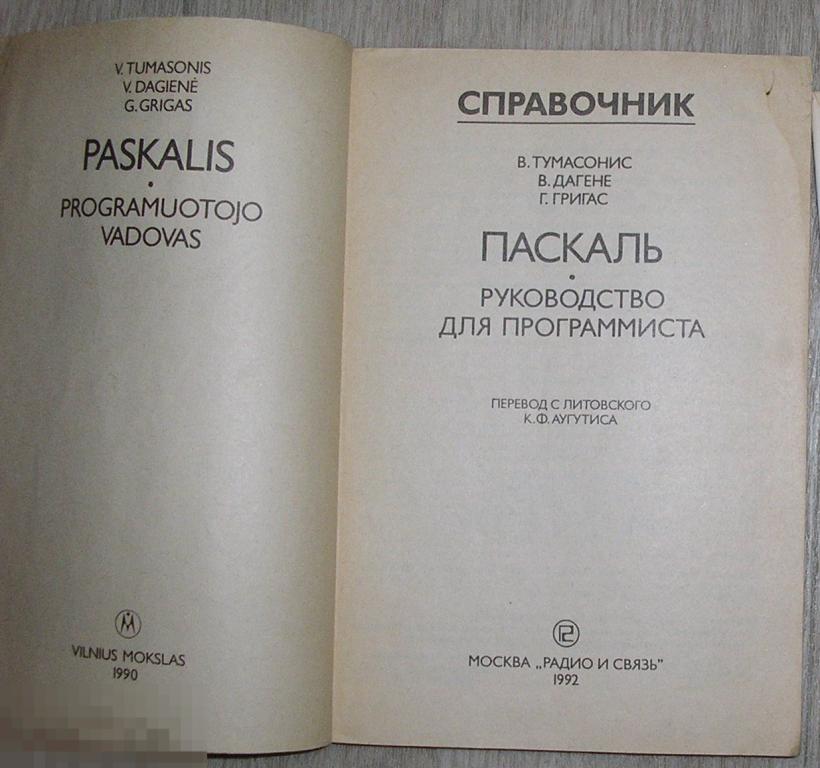 V. TUMASONIS
V. DAGIENĖ
G. GRIGAS
PASKALIS
•
PROGRAMUOTOJO
VADOVAS
VILNIUS MOKSLAS
1990
СПРАВОЧНИК
В. ТУМАСОНИС
В. ДАГЕНЕ
Г. ГРИГАС
ПАСКАЛЬ
•
РУКОВОДСТВО
ДЛЯ ПРОГРАММИСТА
ПЕРЕВОД С ЛИТОВСКОГО
К.Ф. АУГУТИСА
МОСКВА „РАДИО И СВЯЗЬ"
1992